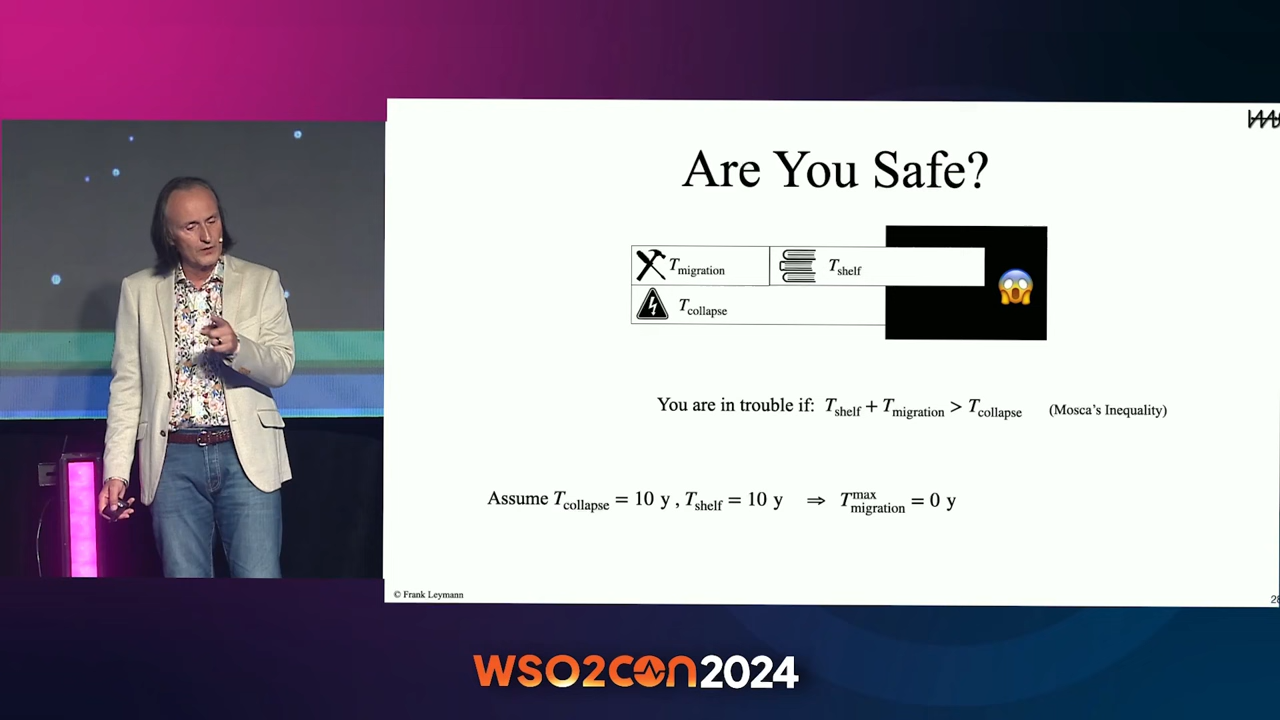 Are You Safe?
T_migration
T_shelf
T_collapse
You are in trouble if: T_shelf + T_migration > T_collapse (Mosca's Inequality)
Assume T_collapse = 10 y , T_shelf = 10 y ⇒ T^max_migration = 0 y
© Frank Leymann
WSO2CON2024